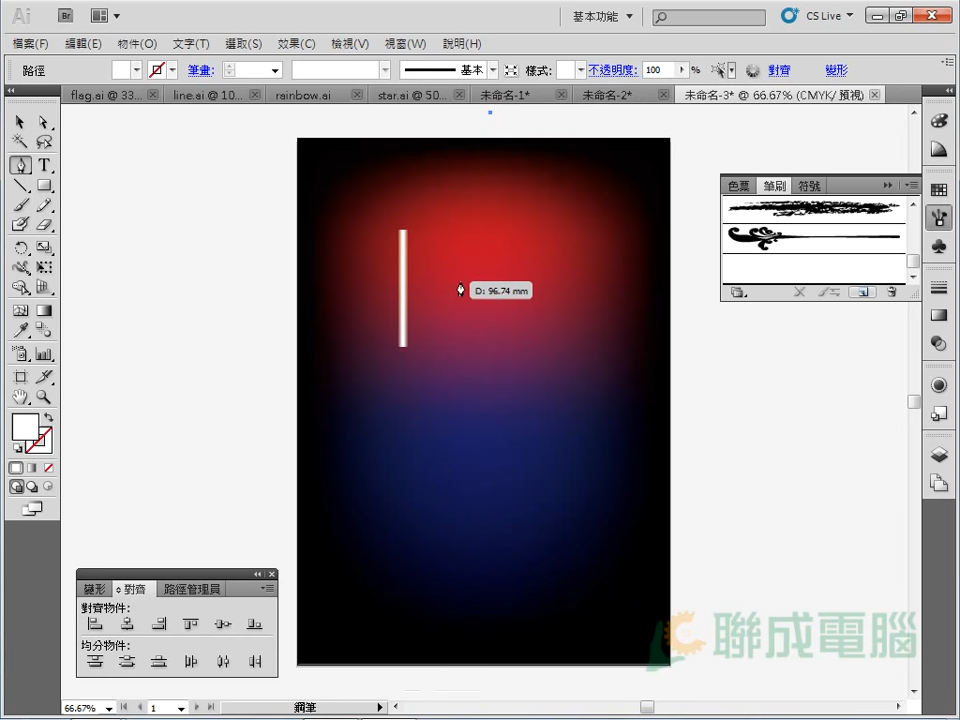 Ai Br 基本功能 CS Live
檔案(F) 編輯(E) 物件(O) 文字(T) 選取(S) 效果(C) 檢視(V) 視窗(W) 說明(H)
路徑 筆畫: 基本 樣式: 不透明度: 100 % 對齊 變形
flag.ai @ 33... line.ai @ 10... rainbow.ai star.ai @ 50... 未命名-1* 未命名-2* 未命名-3* @ 66.67% (CMYK/ 預視)
色票 筆刷 符號
D: 96.74 mm
變形 對齊 路徑管理員
對齊物件:
均分物件:
聯成電腦
66.67% 1 鋼筆